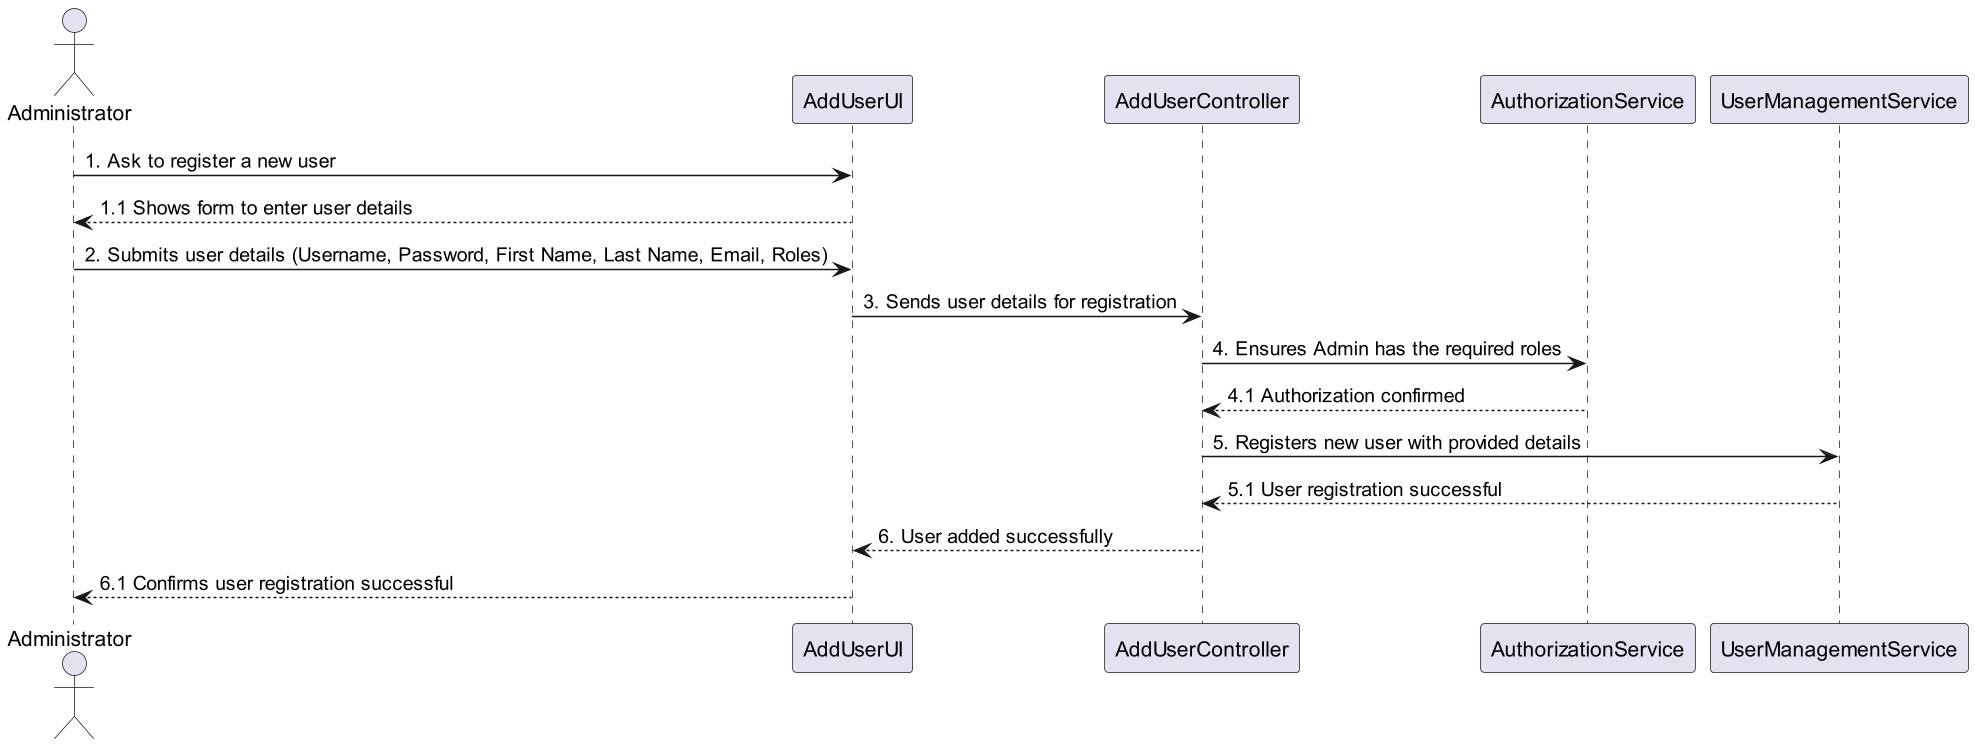 Administrator
AddUserUI
AddUserController
AuthorizationService
UserManagementService
1. Ask to register a new user
1.1 Shows form to enter user details
2. Submits user details (Username, Password, First Name, Last Name, Email, Roles)
3. Sends user details for registration
4. Ensures Admin has the required roles
4.1 Authorization confirmed
5. Registers new user with provided details
5.1 User registration successful
6. User added successfully
6.1 Confirms user registration successful
Administrator
AddUserUI
AddUserController
AuthorizationService
UserManagementService